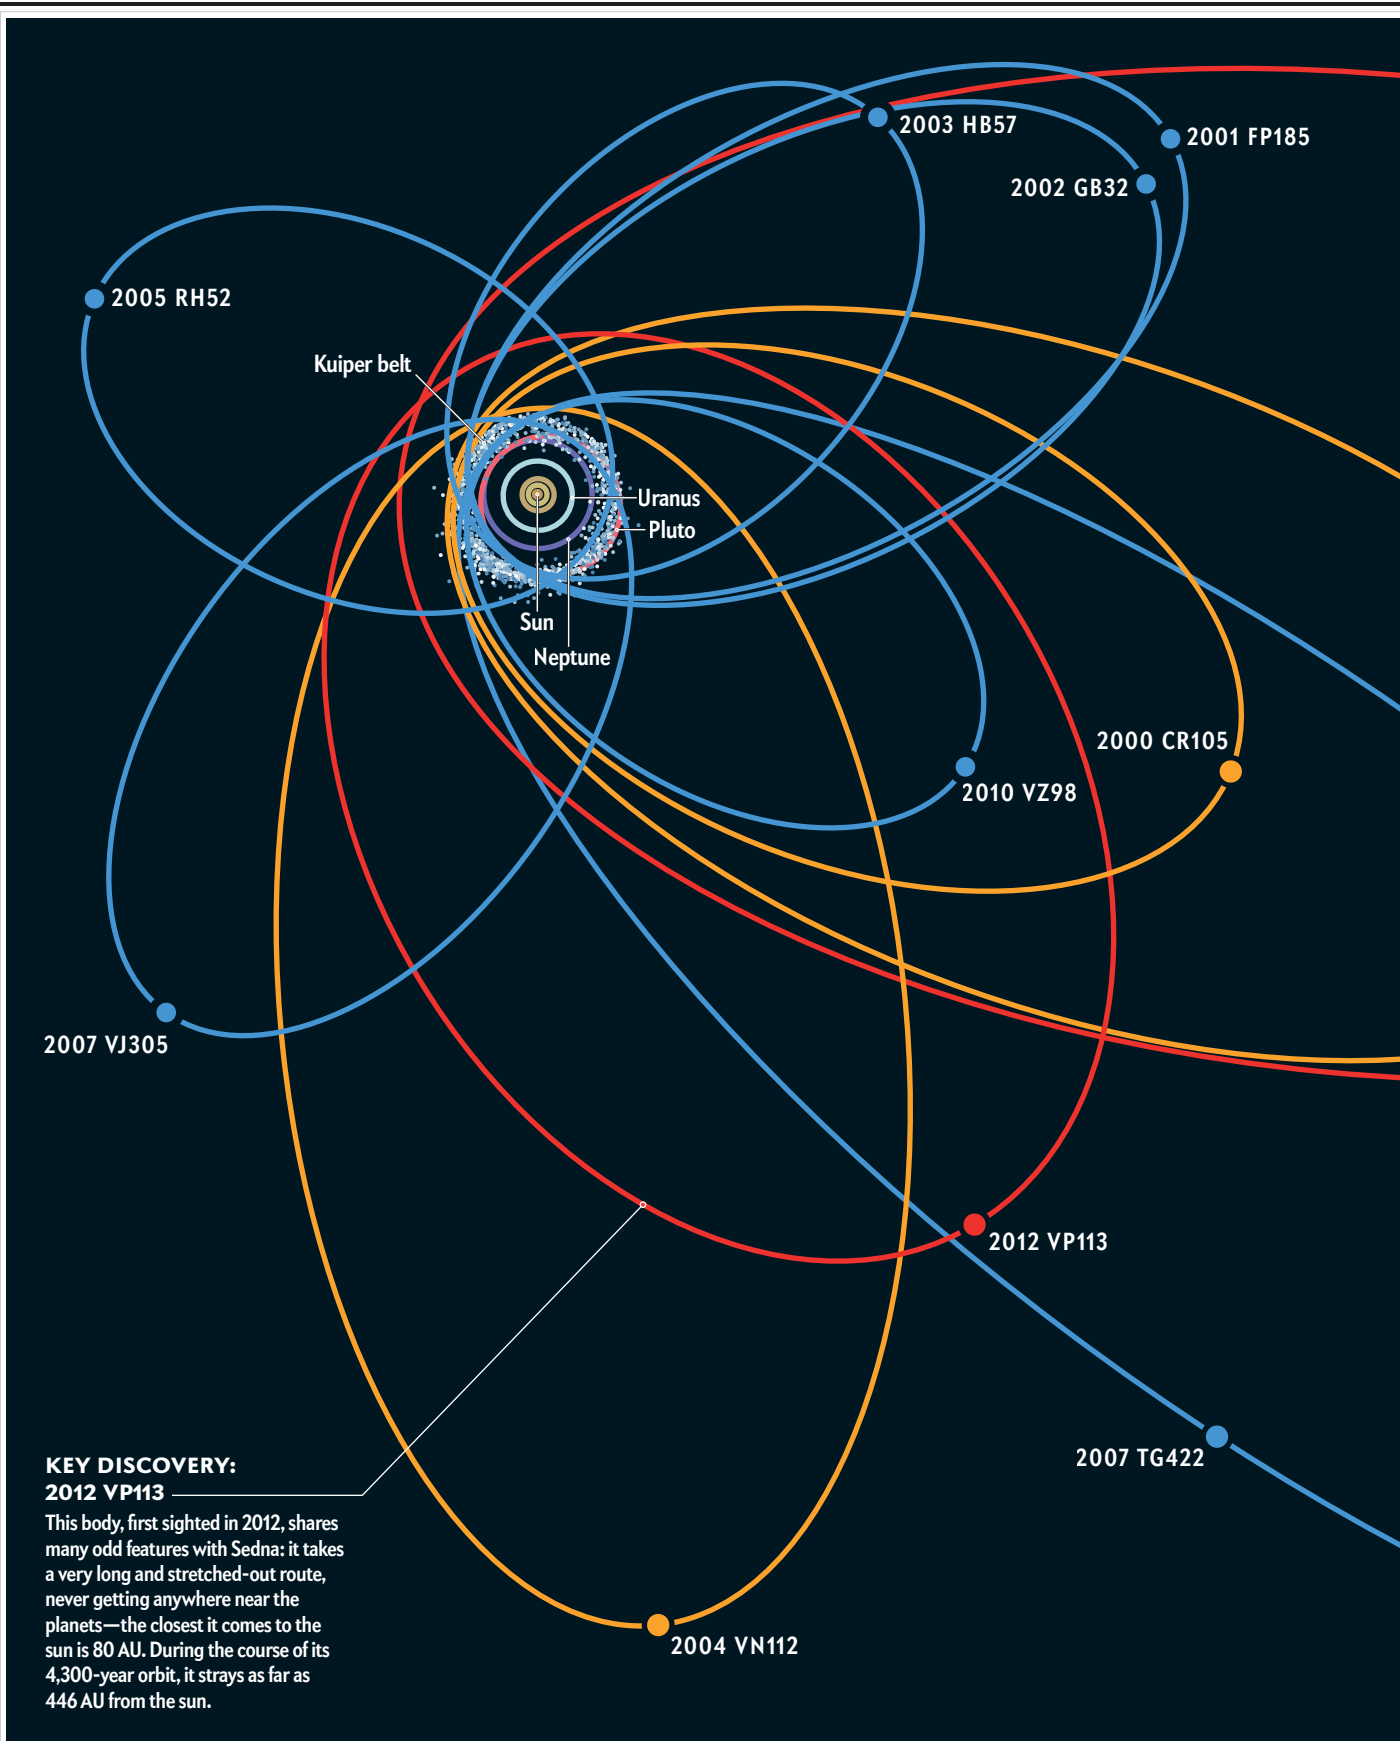 2003 HB57
2001 FP185
2002 GB32
2005 RH52
Kuiper belt
Uranus
Pluto
Sun
Neptune
2000 CR105
2010 VZ98
2007 VJ305
2012 VP113
2007 TG422
KEY DISCOVERY:
2012 VP113
This body, first sighted in 2012, shares
many odd features with Sedna: it takes
a very long and stretched-out route,
never getting anywhere near the
planets—the closest it comes to the
sun is 80 AU. During the course of its
4,300-year orbit, it strays as far as
446 AU from the sun.
2004 VN112